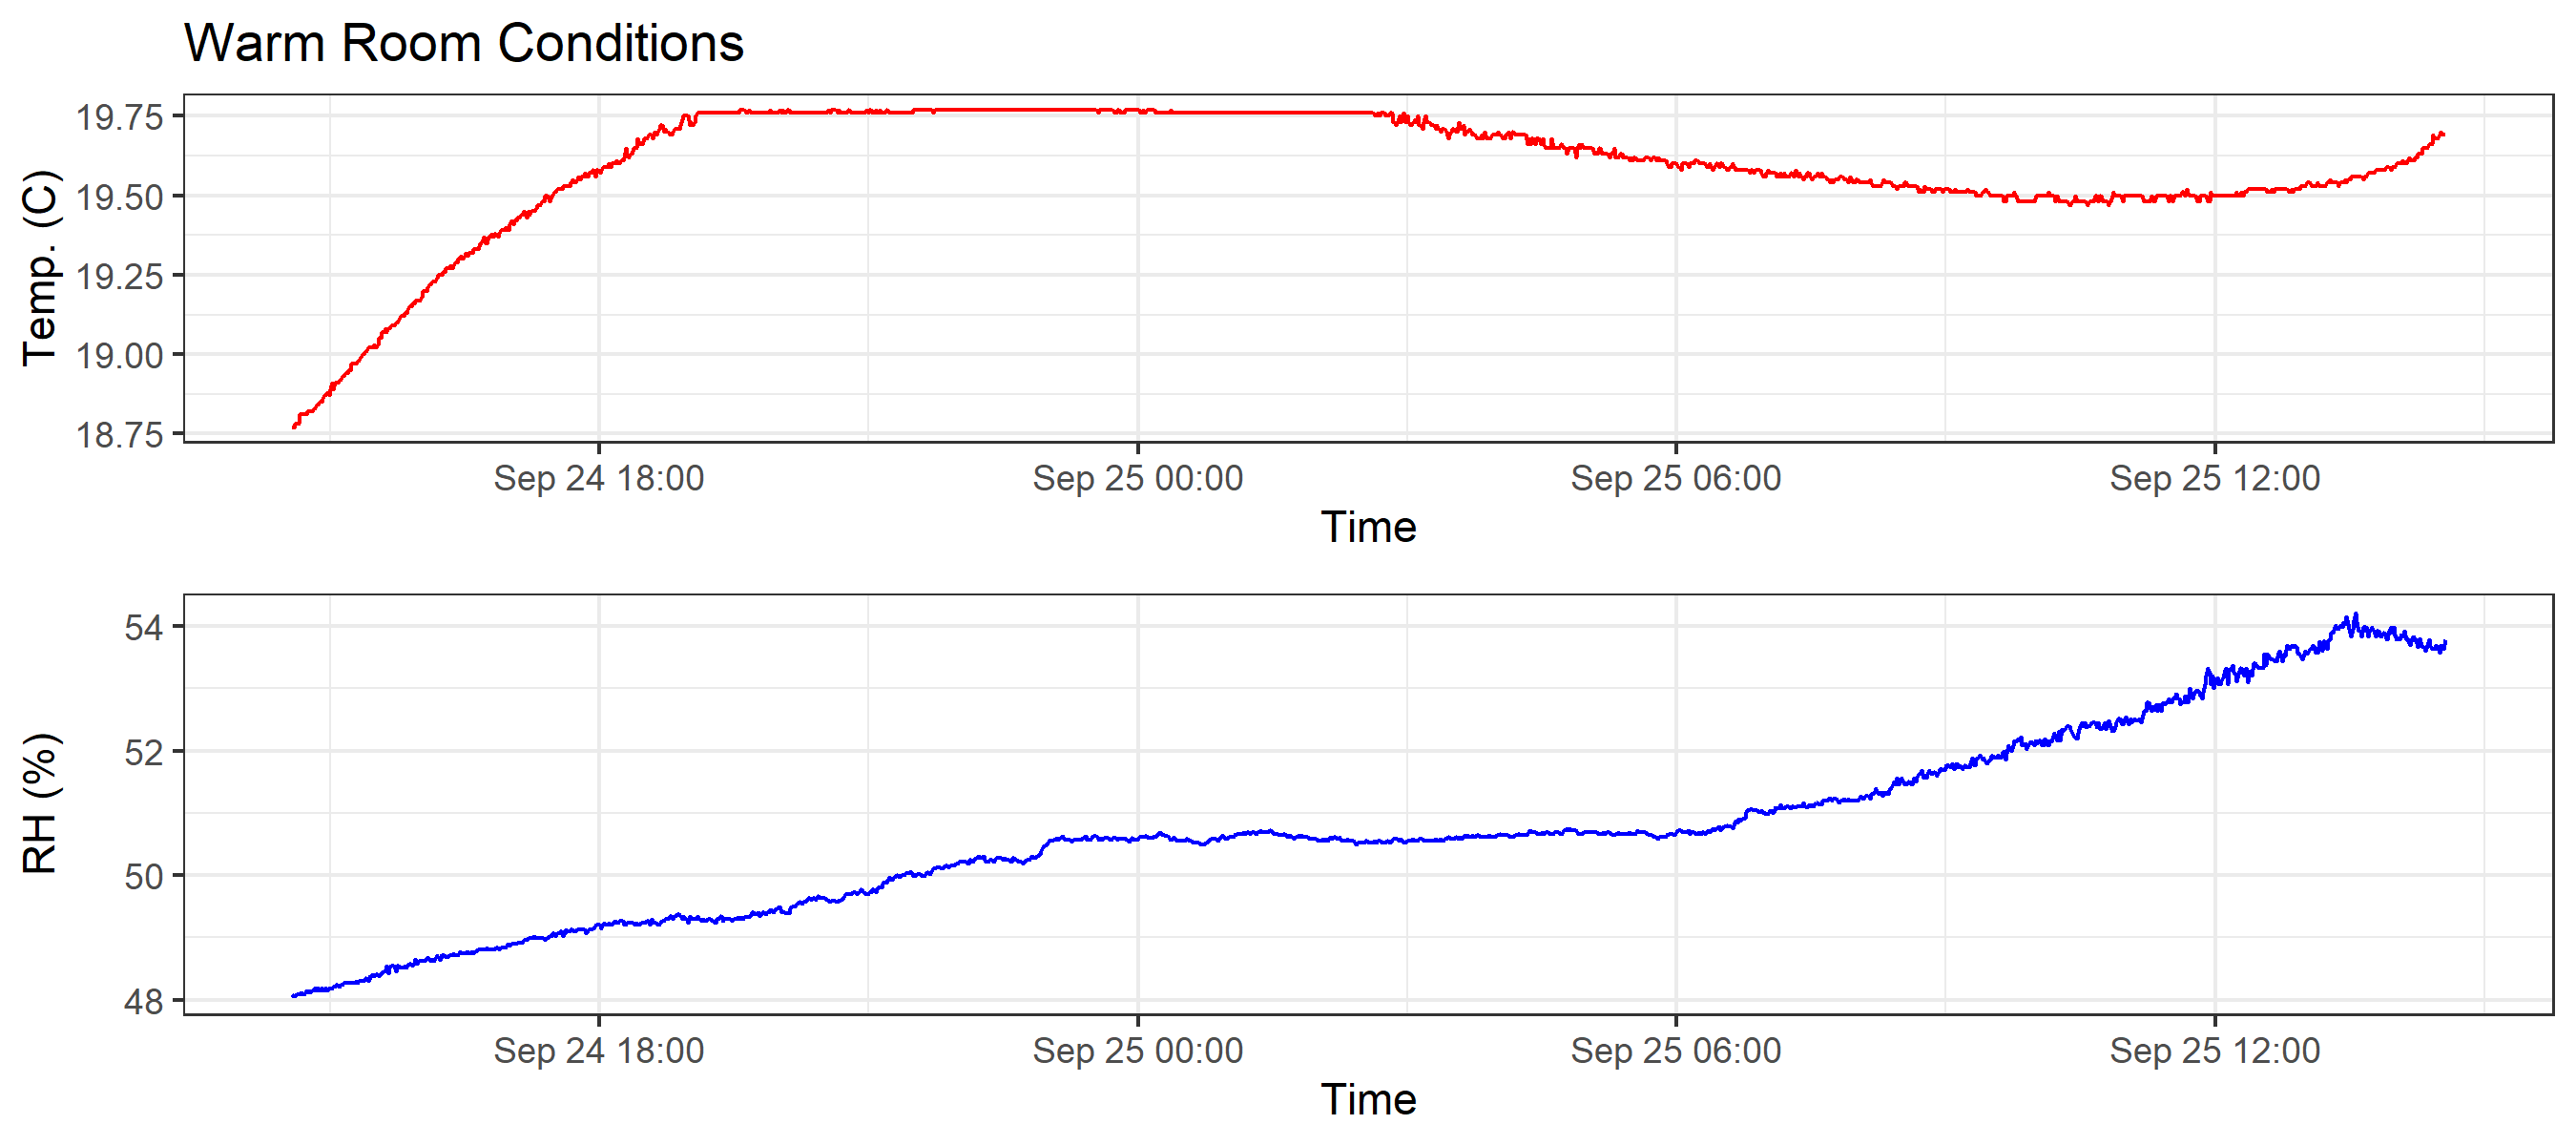 Warm Room Conditions
19.75
19.50
19.25
19.00
18.75
Temp. (C)
Sep 24 18:00 Sep 25 00:00 Sep 25 06:00 Sep 25 12:00
Time
54
52
50
48
RH (%)
Sep 24 18:00 Sep 25 00:00 Sep 25 06:00 Sep 25 12:00
Time